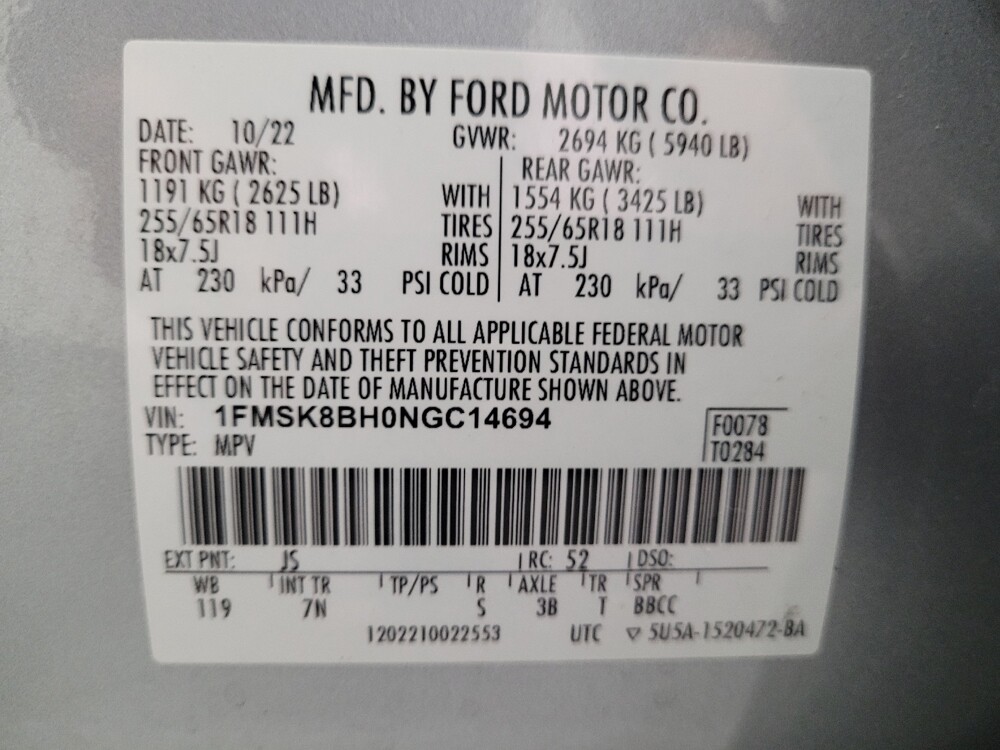 MFD. BY FORD MOTOR CO.
DATE: 10/22 GVWR: 2694 KG ( 5940 LB)
FRONT GAWR: REAR GAWR:
1191 KG ( 2625 LB) WITH 1554 KG ( 3425 LB) WITH
255/65R18 111H TIRES 255/65R18 111H TIRES
18x7.5J RIMS 18x7.5J RIMS
AT 230 kPa/ 33 PSI COLD AT 230 kPa/ 33 PSI COLD
THIS VEHICLE CONFORMS TO ALL APPLICABLE FEDERAL MOTOR
VEHICLE SAFETY AND THEFT PREVENTION STANDARDS IN
EFFECT ON THE DATE OF MANUFACTURE SHOWN ABOVE.
VIN: 1FMSK8BH0NGC14694 F0078
TYPE: MPV T0284
EXT PNT: JS RC: 52 DSO:
WB INT TR TP/PS R AXLE TR SPR
119 7N S 3B T BBCC
1202210022553 UTC ▽ 5U5A-1520472-BA